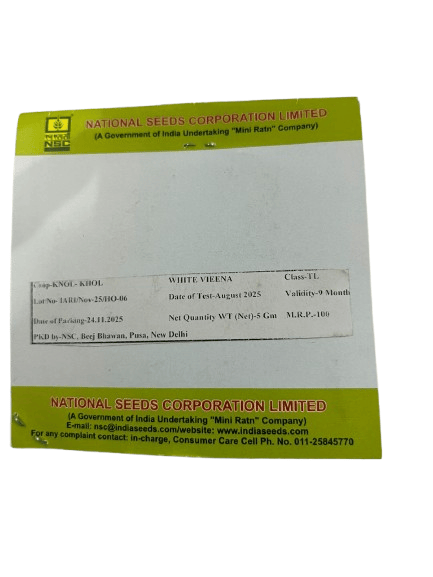 NSC
NATIONAL SEEDS CORPORATION LIMITED
(A Government of India Undertaking "Mini Ratn" Company)
Crop-KNOL- KHOL WHITE VIEENA Class-TL
Lot/No- IARI/Nov-25/HO-06 Date of Test-August 2025 Validity-9 Month
Date of Packing-24.11.2025 Net Quantity WT (Net)-5 Gm M.R.P.-100
PKD by-NSC, Beej Bhawan, Pusa, New Delhi
NATIONAL SEEDS CORPORATION LIMITED
(A Government of India Undertaking "Mini Ratn" Company)
E-mail: nsc@indiaseeds.com/website: www.indiaseeds.com
For any complaint contact: in-charge, Consumer Care Cell Ph. No. 011-25845770